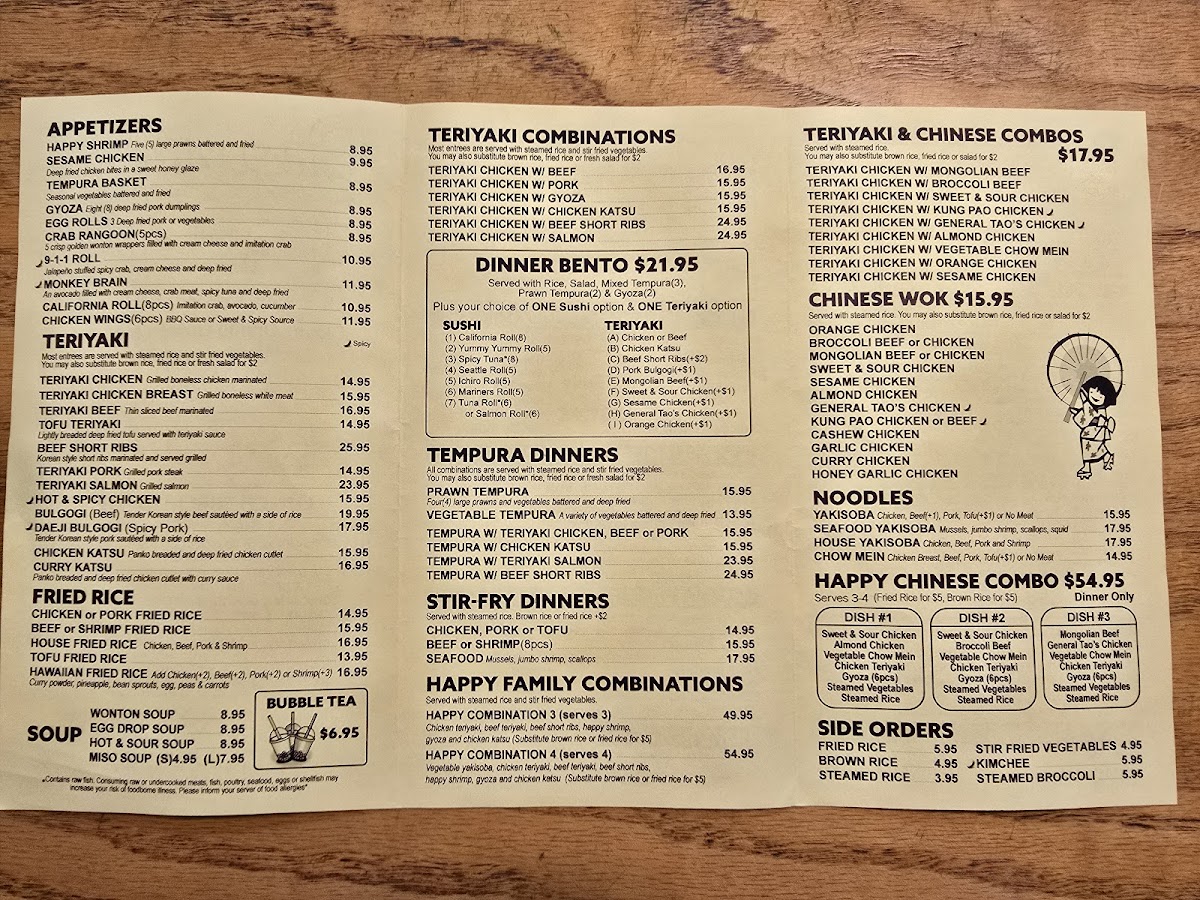 APPETIZERS
HAPPY SHRIMP Five (5) large prawns battered and fried 8.95
SESAME CHICKEN 9.95
Deep fried chicken bites in a sweet honey glaze
TEMPURA BASKET 8.95
Seasonal vegetables battered and fried
GYOZA Eight (8) deep fried pork dumplings 8.95
EGG ROLLS 3 Deep fried pork or vegetables 8.95
CRAB RANGOON(5pcs) 8.95
5 crisp golden wonton wrappers filled with cream cheese and imitation crab
9-1-1 ROLL 10.95
Jalapeño stuffed spicy crab, cream cheese and deep fried
MONKEY BRAIN 11.95
An avocado filled with cream cheese, crab meat, spicy tuna and deep fried
CALIFORNIA ROLL(8pcs) Imitation crab, avocado, cucumber 10.95
CHICKEN WINGS(6pcs) BBQ Sauce or Sweet & Spicy Source 11.95
TERIYAKI
Spicy
Most entrees are served with steamed rice and stir fried vegetables.
You may also substitute brown rice, fried rice or fresh salad for $2
TERIYAKI CHICKEN Grilled boneless chicken marinated 14.95
TERIYAKI CHICKEN BREAST Grilled boneless white meat 15.95
TERIYAKI BEEF Thin sliced beef marinated 16.95
TOFU TERIYAKI 14.95
Lightly breaded deep fried tofu served with teriyaki sauce
BEEF SHORT RIBS 25.95
Korean style short ribs marinated and served grilled
TERIYAKI PORK Grilled pork steak 14.95
TERIYAKI SALMON Grilled salmon 23.95
HOT & SPICY CHICKEN 15.95
BULGOGI (Beef) Tender Korean style beef sautéed with a side of rice 19.95
DAEJI BULGOGI (Spicy Pork) 17.95
Tender Korean style pork sautéed with a side of rice
CHICKEN KATSU Panko breaded and deep fried chicken cutlet 15.95
CURRY KATSU 16.95
Panko breaded and deep fried chicken cutlet with curry sauce
FRIED RICE
CHICKEN or PORK FRIED RICE 14.95
BEEF or SHRIMP FRIED RICE 15.95
HOUSE FRIED RICE Chicken, Beef, Pork & Shrimp 16.95
TOFU FRIED RICE 13.95
HAWAIIAN FRIED RICE Add Chicken(+2), Beef(+2), Pork(+2) or Shrimp(+3) 16.95
Curry powder, pineapple, bean sprouts, egg, peas & carrots
SOUP
WONTON SOUP 8.95
EGG DROP SOUP 8.95
HOT & SOUR SOUP 8.95
MISO SOUP (S)4.95 (L)7.95
BUBBLE TEA
$6.95
*Contains raw fish. Consuming raw or undercooked meats, fish, poultry, seafood, eggs or shellfish may
increase your risk of foodborne illness. Please inform your server of food allergies*
TERIYAKI COMBINATIONS
Most entrees are served with steamed rice and stir fried vegetables.
You may also substitute brown rice, fried rice or fresh salad for $2
TERIYAKI CHICKEN W/ BEEF 16.95
TERIYAKI CHICKEN W/ PORK 15.95
TERIYAKI CHICKEN W/ GYOZA 15.95
TERIYAKI CHICKEN W/ CHICKEN KATSU 15.95
TERIYAKI CHICKEN W/ BEEF SHORT RIBS 24.95
TERIYAKI CHICKEN W/ SALMON 24.95
DINNER BENTO $21.95
Served with Rice, Salad, Mixed Tempura(3),
Prawn Tempura(2) & Gyoza(2)
Plus your choice of ONE Sushi option & ONE Teriyaki option
SUSHI
(1) California Roll(8)
(2) Yummy Yummy Roll(5)
(3) Spicy Tuna*(8)
(4) Seattle Roll(5)
(5) Ichiro Roll(5)
(6) Mariners Roll(5)
(7) Tuna Roll*(6)
or Salmon Roll*(6)
TERIYAKI
(A) Chicken or Beef
(B) Chicken Katsu
(C) Beef Short Ribs(+$2)
(D) Pork Bulgogi(+$1)
(E) Mongolian Beef(+$1)
(F) Sweet & Sour Chicken(+$1)
(G) Sesame Chicken(+$1)
(H) General Tao's Chicken(+$1)
( I ) Orange Chicken(+$1)
TEMPURA DINNERS
All combinations are served with steamed rice and stir fried vegetables.
You may also substitute brown rice, fried rice or fresh salad for $2
PRAWN TEMPURA 15.95
Four(4) large prawns and vegetables battered and deep fried
VEGETABLE TEMPURA A variety of vegetables battered and deep fried 13.95
TEMPURA W/ TERIYAKI CHICKEN, BEEF or PORK 15.95
TEMPURA W/ CHICKEN KATSU 15.95
TEMPURA W/ TERIYAKI SALMON 23.95
TEMPURA W/ BEEF SHORT RIBS 24.95
STIR-FRY DINNERS
Served with steamed rice. Brown rice or fried rice +$2
CHICKEN, PORK or TOFU 14.95
BEEF or SHRIMP(8pcs) 15.95
SEAFOOD Mussels, jumbo shrimp, scallops 17.95
HAPPY FAMILY COMBINATIONS
Served with steamed rice and stir fried vegetables.
HAPPY COMBINATION 3 (serves 3) 49.95
Chicken teriyaki, beef teriyaki, beef short ribs, happy shrimp,
gyoza and chicken katsu (Substitute brown rice or fried rice for $5)
HAPPY COMBINATION 4 (serves 4) 54.95
Vegetable yakisoba, chicken teriyaki, beef teriyaki, beef short ribs,
happy shrimp, gyoza and chicken katsu (Substitute brown rice or fried rice for $5)
TERIYAKI & CHINESE COMBOS
Served with steamed rice.
You may also substitute brown rice, fried rice or salad for $2
$17.95
TERIYAKI CHICKEN W/ MONGOLIAN BEEF
TERIYAKI CHICKEN W/ BROCCOLI BEEF
TERIYAKI CHICKEN W/ SWEET & SOUR CHICKEN
TERIYAKI CHICKEN W/ KUNG PAO CHICKEN
TERIYAKI CHICKEN W/ GENERAL TAO'S CHICKEN
TERIYAKI CHICKEN W/ ALMOND CHICKEN
TERIYAKI CHICKEN W/ VEGETABLE CHOW MEIN
TERIYAKI CHICKEN W/ ORANGE CHICKEN
TERIYAKI CHICKEN W/ SESAME CHICKEN
CHINESE WOK $15.95
Served with steamed rice. You may also substitute brown rice, fried rice or salad for $2
ORANGE CHICKEN
BROCCOLI BEEF or CHICKEN
MONGOLIAN BEEF or CHICKEN
SWEET & SOUR CHICKEN
SESAME CHICKEN
ALMOND CHICKEN
GENERAL TAO'S CHICKEN
KUNG PAO CHICKEN or BEEF
CASHEW CHICKEN
GARLIC CHICKEN
CURRY CHICKEN
HONEY GARLIC CHICKEN
NOODLES
YAKISOBA Chicken, Beef(+1), Pork, Tofu(+$1) or No Meat 15.95
SEAFOOD YAKISOBA Mussels, jumbo shrimp, scallops, squid 17.95
HOUSE YAKISOBA Chicken, Beef, Pork and Shrimp 17.95
CHOW MEIN Chicken Breast, Beef, Pork, Tofu(+$1) or No Meat 14.95
HAPPY CHINESE COMBO $54.95
Serves 3-4 (Fried Rice for $5, Brown Rice for $5) Dinner Only
DISH #1
Sweet & Sour Chicken
Almond Chicken
Vegetable Chow Mein
Chicken Teriyaki
Gyoza (6pcs)
Steamed Vegetables
Steamed Rice
DISH #2
Sweet & Sour Chicken
Broccoli Beef
Vegetable Chow Mein
Chicken Teriyaki
Gyoza (6pcs)
Steamed Vegetables
Steamed Rice
DISH #3
Mongolian Beef
General Tao's Chicken
Vegetable Chow Mein
Chicken Teriyaki
Gyoza (6pcs)
Steamed Vegetables
Steamed Rice
SIDE ORDERS
FRIED RICE 5.95
BROWN RICE 4.95
STEAMED RICE 3.95
STIR FRIED VEGETABLES 4.95
KIMCHEE 5.95
STEAMED BROCCOLI 5.95